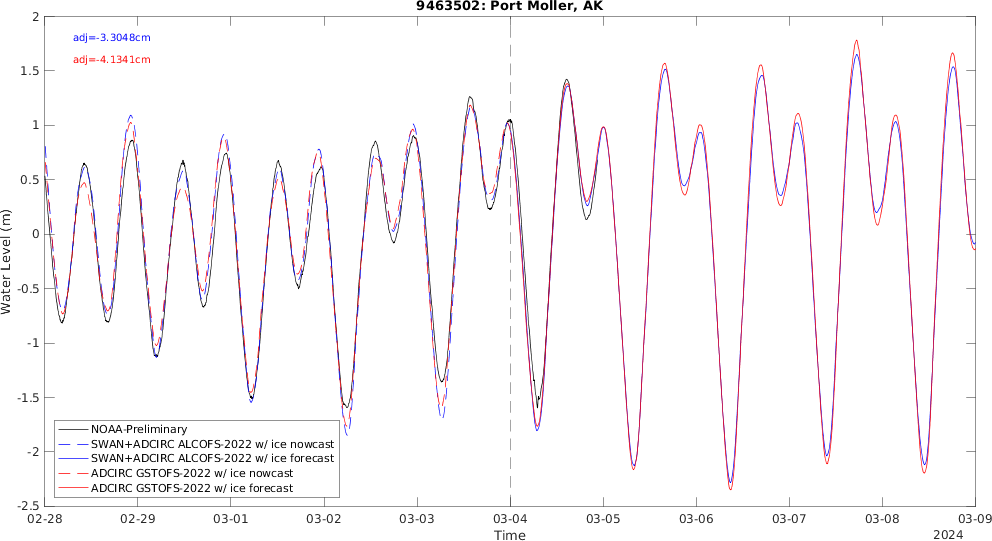 9463502: Port Moller, AK
adj=-3.3048cm
adj=-4.1341cm
2
1.5
1
0.5
0
-0.5
-1
-1.5
-2
-2.5
Water Level (m)
NOAA-Preliminary
SWAN+ADCIRC ALCOFS-2022 w/ ice nowcast
SWAN+ADCIRC ALCOFS-2022 w/ ice forecast
ADCIRC GSTOFS-2022 w/ ice nowcast
ADCIRC GSTOFS-2022 w/ ice forecast
02-28 02-29 03-01 03-02 03-03 03-04 03-05 03-06 03-07 03-08 03-09
Time
2024